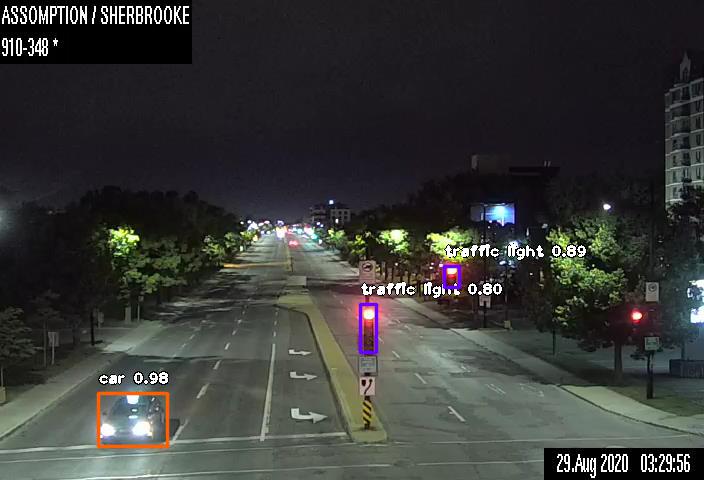 ASSOMPTION / SHERBROOKE
910-348 *
traffic light 0.89
traffic light 0.80
car 0.98
29.Aug 2020 03:29:56